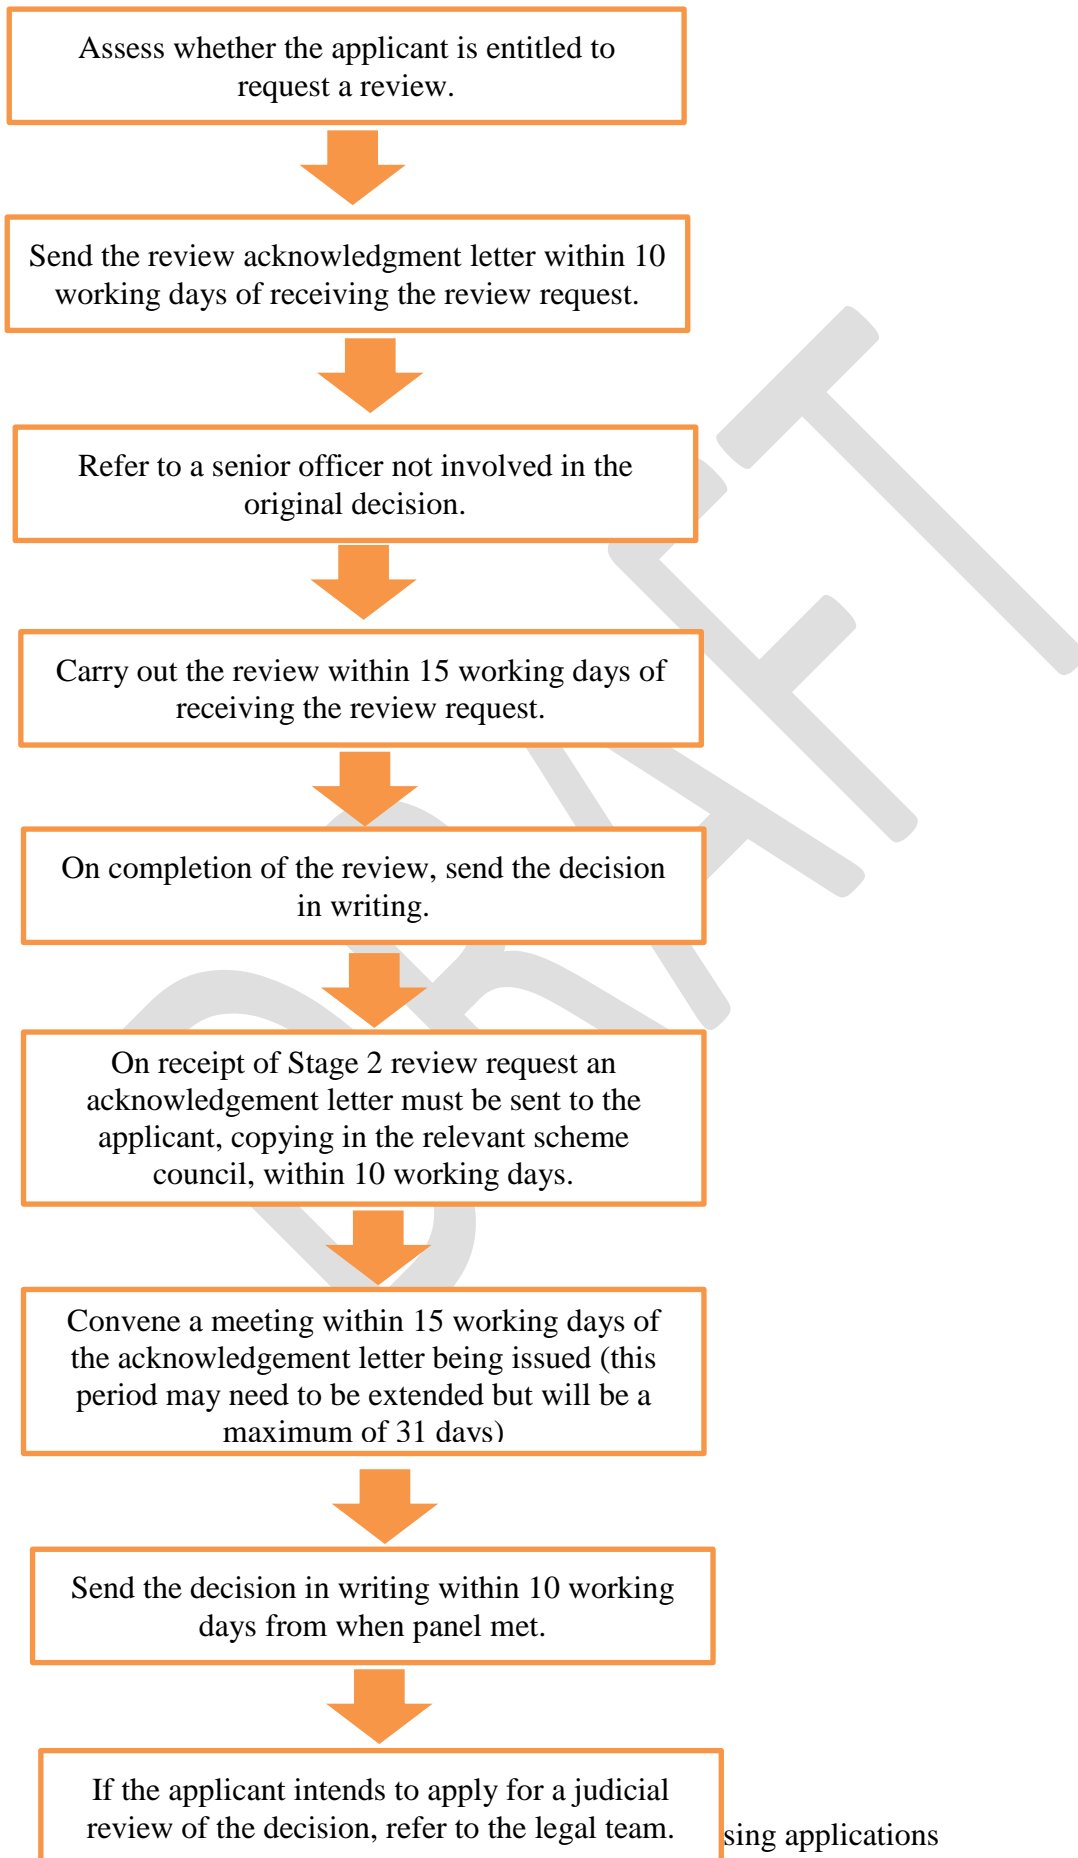 Assess whether the applicant is entitled to
request a review.
Send the review acknowledgment letter within 10
working days of receiving the review request.
Refer to a senior officer not involved in the
original decision.
Carry out the review within 15 working days of
receiving the review request.
On completion of the review, send the decision
in writing.
On receipt of Stage 2 review request an
acknowledgement letter must be sent to the
applicant, copying in the relevant scheme
council, within 10 working days.
Convene a meeting within 15 working days of
the acknowledgement letter being issued (this
period may need to be extended but will be a
maximum of 31 days)
Send the decision in writing within 10 working
days from when panel met.
If the applicant intends to apply for a judicial
review of the decision, refer to the legal team.
sing applications
DRAFT